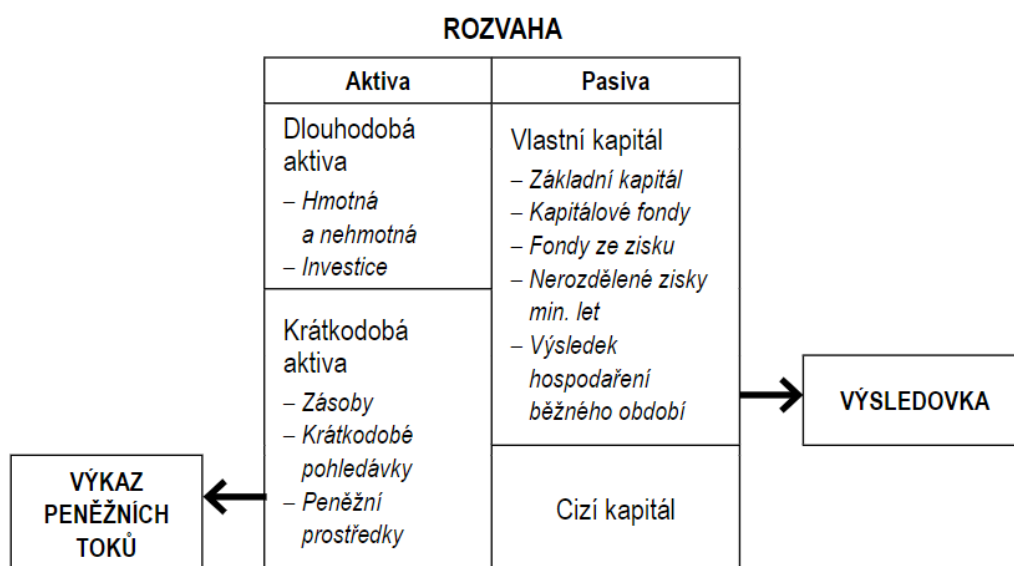 ROZVAHA
Aktiva
Pasiva
Dlouhodobá
aktiva
– Hmotná
a nehmotná
– Investice
Krátkodobá
aktiva
– Zásoby
– Krátkodobé
pohledávky
– Peněžní
prostředky
Vlastní kapitál
– Základní kapitál
– Kapitálové fondy
– Fondy ze zisku
– Nerozdělené zisky
min. let
– Výsledek
hospodaření
běžného období
Cizí kapitál
VÝSLEDOVKA
VÝKAZ
PENĚŽNÍCH
TOKŮ